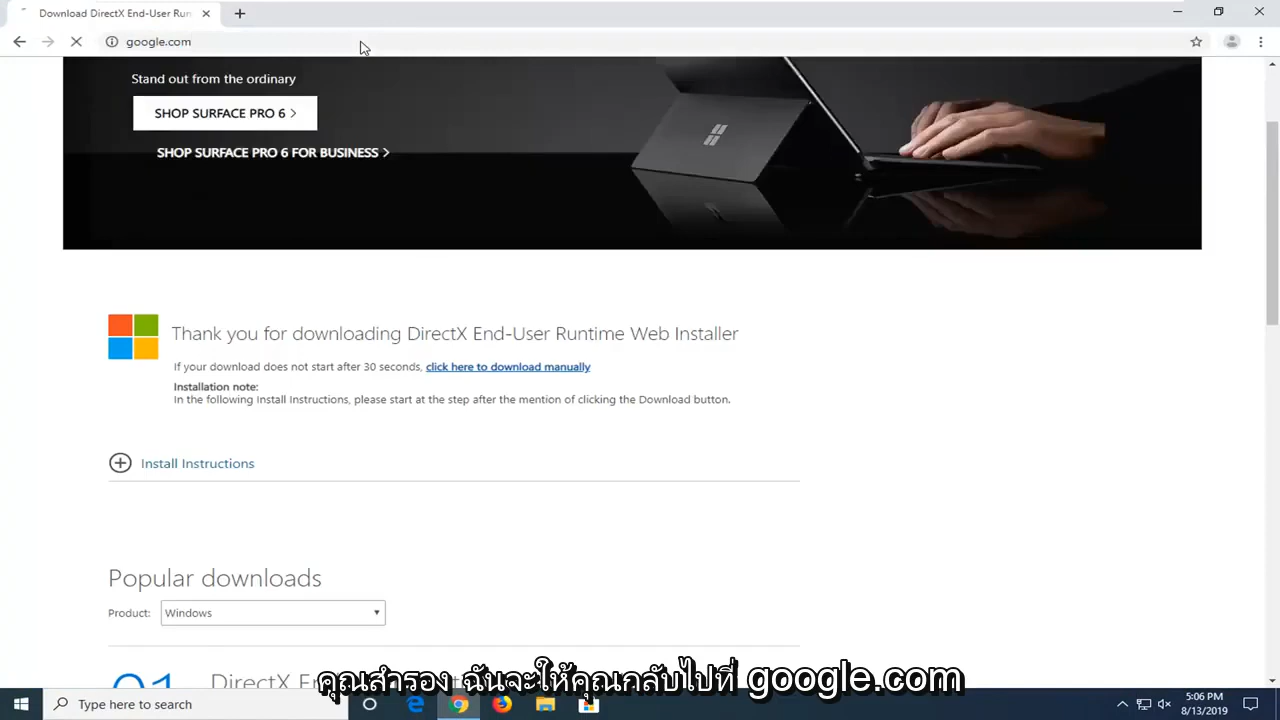 Download DirectX End-User Run
google.com
Stand out from the ordinary
SHOP SURFACE PRO 6 >
SHOP SURFACE PRO 6 FOR BUSINESS >
Thank you for downloading DirectX End-User Runtime Web Installer
If your download does not start after 30 seconds, click here to download manually
Installation note:
In the following Install Instructions, please start at the step after the mention of clicking the Download button.
Install Instructions
Popular downloads
Product: Windows
01 DirectX
คุณสำรอง ฉันจะให้คุณกลับไปที่ google.com
Type here to search
5:06 PM
8/13/2019